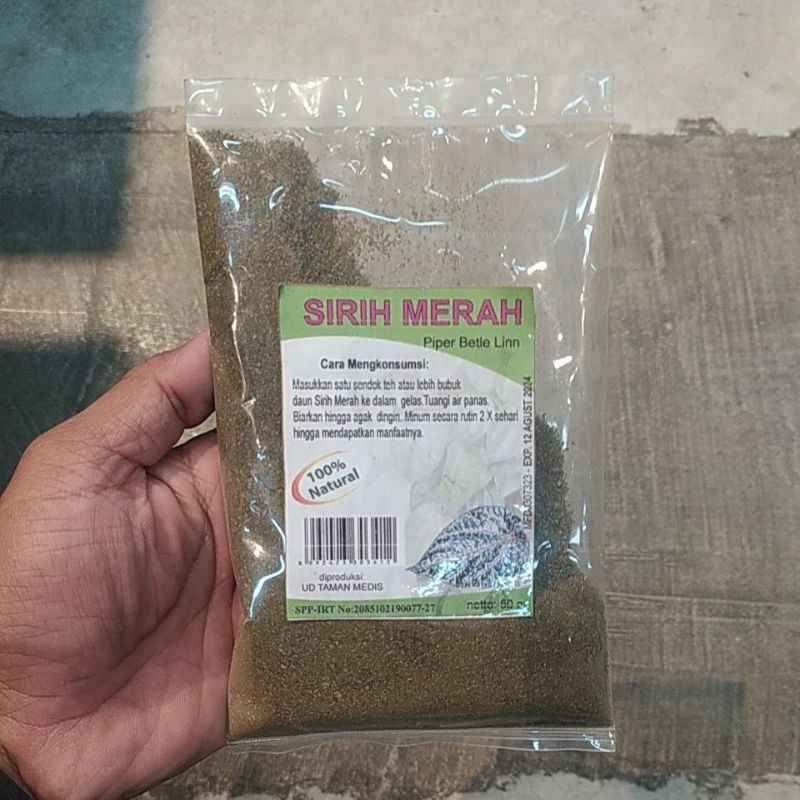 SIRIH MERAH
Piper Betle Linn
Cara Mengkonsumsi:
Masukkan satu sendok teh atau lebih bubuk
daun Sirih Merah ke dalam gelas.Tuangi air panas.
Biarkan hingga agak dingin. Minum secara rutin 2 X sehari
hingga mendapatkan manfaatnya.
100%
Natural
EXP. 12 AGUST 2024
diproduksi:
UD TAMAN MEDIS
SPP-IRT No:2085102190077-27
netto: 50